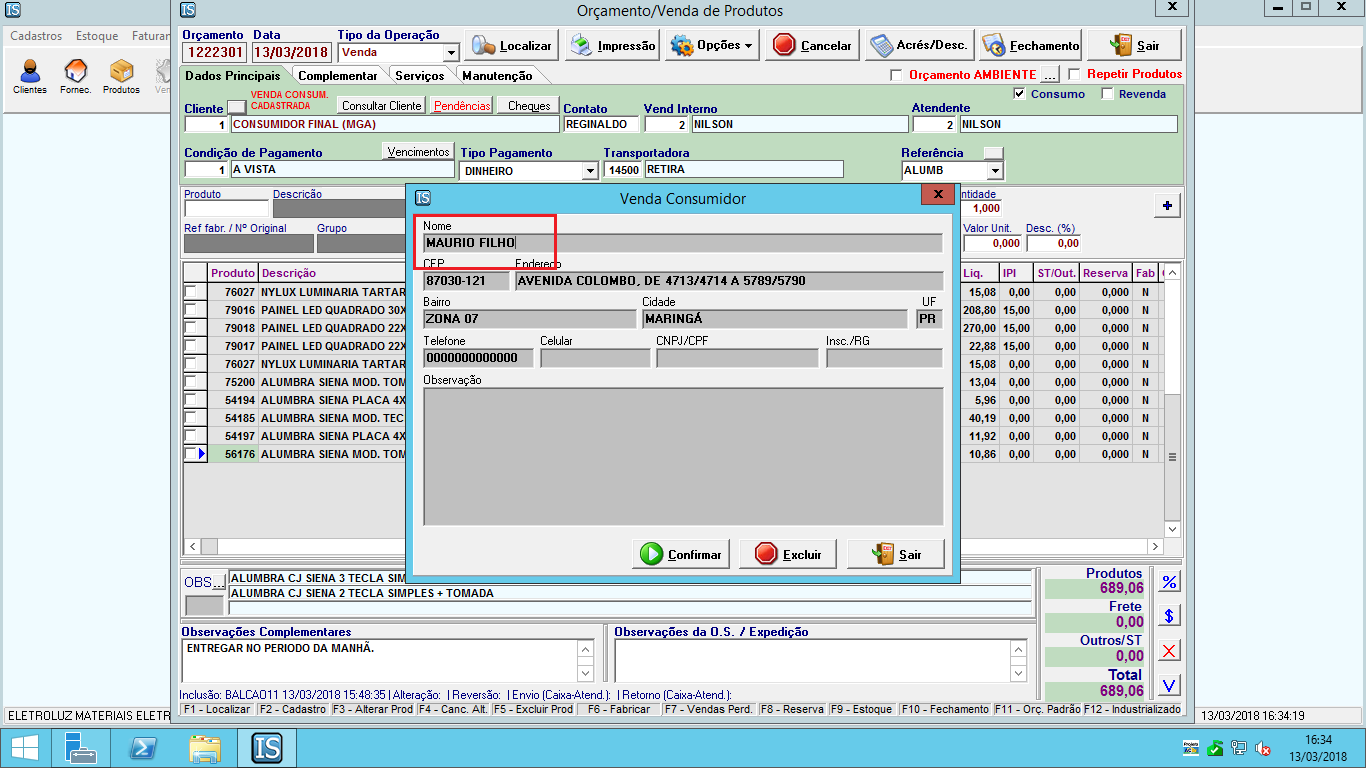 IS Orçamento/Venda de Produtos X
Cadastros Estoque Faturar
Clientes Fornec. Produtos
Orçamento Data Tipo da Operação
1222301 13/03/2018 Venda
Localizar Impressão Opções Cancelar Acrés/Desc. Fechamento Sair
Dados Principais Complementar Serviços Manutenção
Orçamento AMBIENTE ... Repetir Produtos
Consumo Revenda
VENDA CONSUM.
CADASTRADA
Cliente Consultar Cliente Pendências Cheques Contato Vend Interno Atendente
1 CONSUMIDOR FINAL (MGA) REGINALDO 2 NILSON 2 NILSON
Condição de Pagamento Vencimentos Tipo Pagamento Transportadora Referência
1 A VISTA DINHEIRO 14500 RETIRA ALUMB
Produto Descrição ntidade
1,000 +
Ref fabr. / Nº Original Grupo Valor Unit. Desc. (%)
0,000 0,00
IS Venda Consumidor x
Nome
MAURIO FILHO
CEP Endereço
87030-121 AVENIDA COLOMBO, DE 4713/4714 A 5789/5790
Bairro Cidade UF
ZONA 07 MARINGÁ PR
Telefone Celular CNPJ/CPF Insc./RG
0000000000000
Observação
Confirmar Excluir Sair
Produto Descrição Liq. IPI ST/Out. Reserva Fab
76027 NYLUX LUMINARIA TARTAR 15,08 0,00 0,00 0,000 N
79016 PAINEL LED QUADRADO 30X 208,80 15,00 0,00 0,000 N
79018 PAINEL LED QUADRADO 22X 270,00 15,00 0,00 0,000 N
79017 PAINEL LED QUADRADO 22X 22,88 15,00 0,00 0,000 N
76027 NYLUX LUMINARIA TARTAR 15,08 0,00 0,00 0,000 N
75200 ALUMBRA SIENA MOD. TOM 13,04 0,00 0,00 0,000 N
54194 ALUMBRA SIENA PLACA 4X 5,96 0,00 0,00 0,000 N
54185 ALUMBRA SIENA MOD. TEC 40,19 0,00 0,00 0,000 N
54197 ALUMBRA SIENA PLACA 4X 11,92 0,00 0,00 0,000 N
56176 ALUMBRA SIENA MOD. TOM 10,86 0,00 0,00 0,000 N
OBS... ALUMBRA CJ SIENA 3 TECLA SIM
ALUMBRA CJ SIENA 2 TECLA SIMPLES + TOMADA
Produtos
689,06 %
Frete
0,00 $
Outros/ST
0,00 X
Total
689,06 V
Observações Complementares Observações da O.S. / Expedição
ENTREGAR NO PERIODO DA MANHÃ.
Inclusão: BALCAO11 13/03/2018 15:48:35 | Alteração: | Reversão: | Envio (Caixa-Atend.): | Retorno (Caixa-Atend.):
F1 - Localizar F2 - Cadastro F3 - Alterar Prod F4 - Canc. Alt. F5 - Excluir Prod F6 - Fabricar F7 - Vendas Perd. F8 - Reserva F9 - Estoque F10 - Fechamento F11 - Orç. Padrão F12 - Industrializado
ELETROLUZ MATERIAIS ELETR 13/03/2018 16:34:19
IS 16:34
13/03/2018